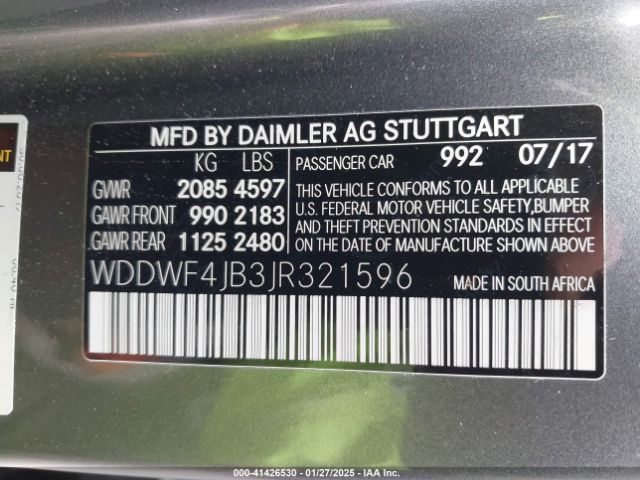 MFD BY DAIMLER AG STUTTGART
KG LBS
GVWR 2085 4597
GAWR FRONT 990 2183
GAWR REAR 1125 2480
PASSENGER CAR 992 07/17
THIS VEHICLE CONFORMS TO ALL APPLICABLE
U.S. FEDERAL MOTOR VEHICLE SAFETY,BUMPER
AND THEFT PREVENTION STANDARDS IN EFFECT
ON THE DATE OF MANUFACTURE SHOWN ABOVE.
WDDWF4JB3JR321596
MADE IN SOUTH AFRICA
000-41426530 - 01/27/2025 - IAA Inc.